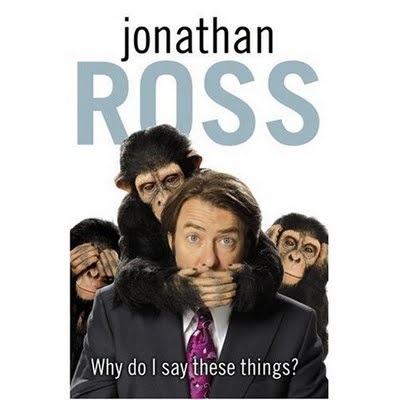 jonathan
ROSS
Why do I say these things?